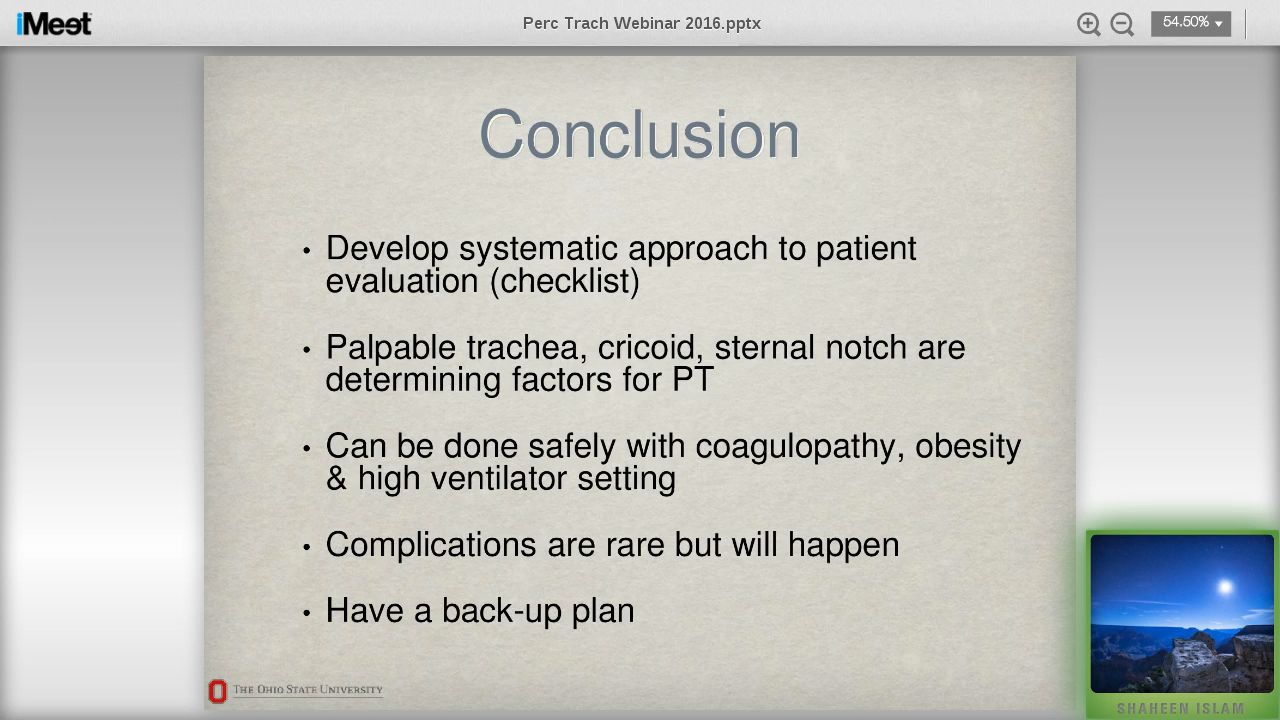 iMeet
Perc Trach Webinar 2016.pptx
54.50%
Conclusion
• Develop systematic approach to patient
evaluation (checklist)
• Palpable trachea, cricoid, sternal notch are
determining factors for PT
• Can be done safely with coagulopathy, obesity
& high ventilator setting
• Complications are rare but will happen
• Have a back-up plan
THE OHIO STATE UNIVERSITY
SHAHEEN ISLAM